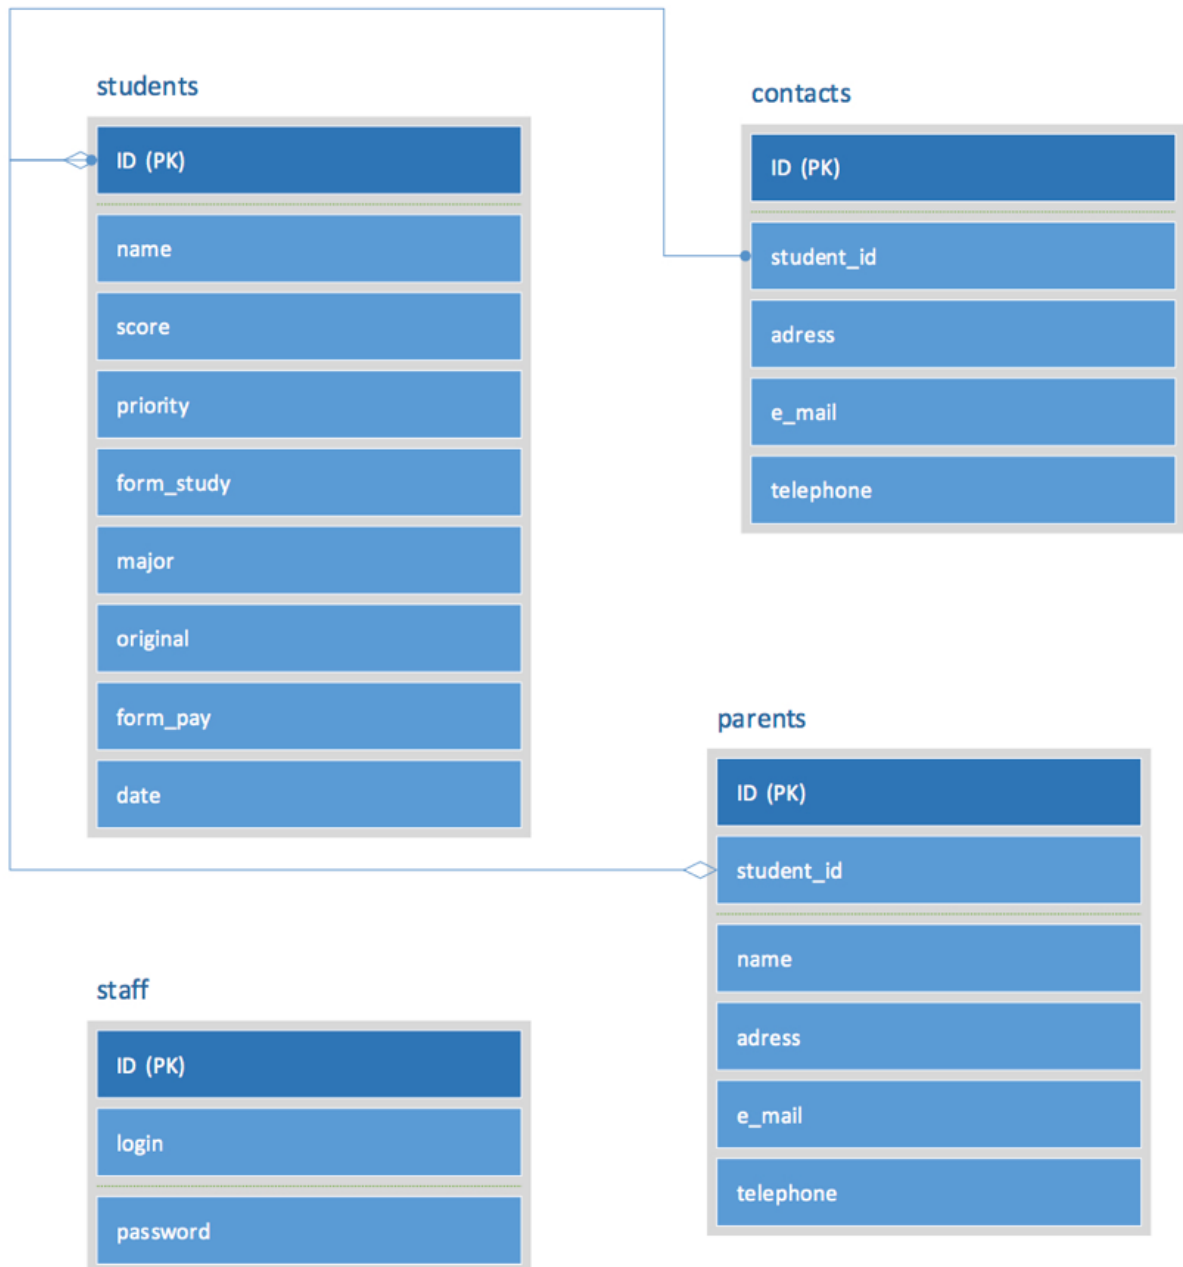 students
ID (PK)
name
score
priority
form_study
major
original
form_pay
date
contacts
ID (PK)
student_id
adress
e_mail
telephone
parents
ID (PK)
student_id
name
adress
e_mail
telephone
staff
ID (PK)
login
password